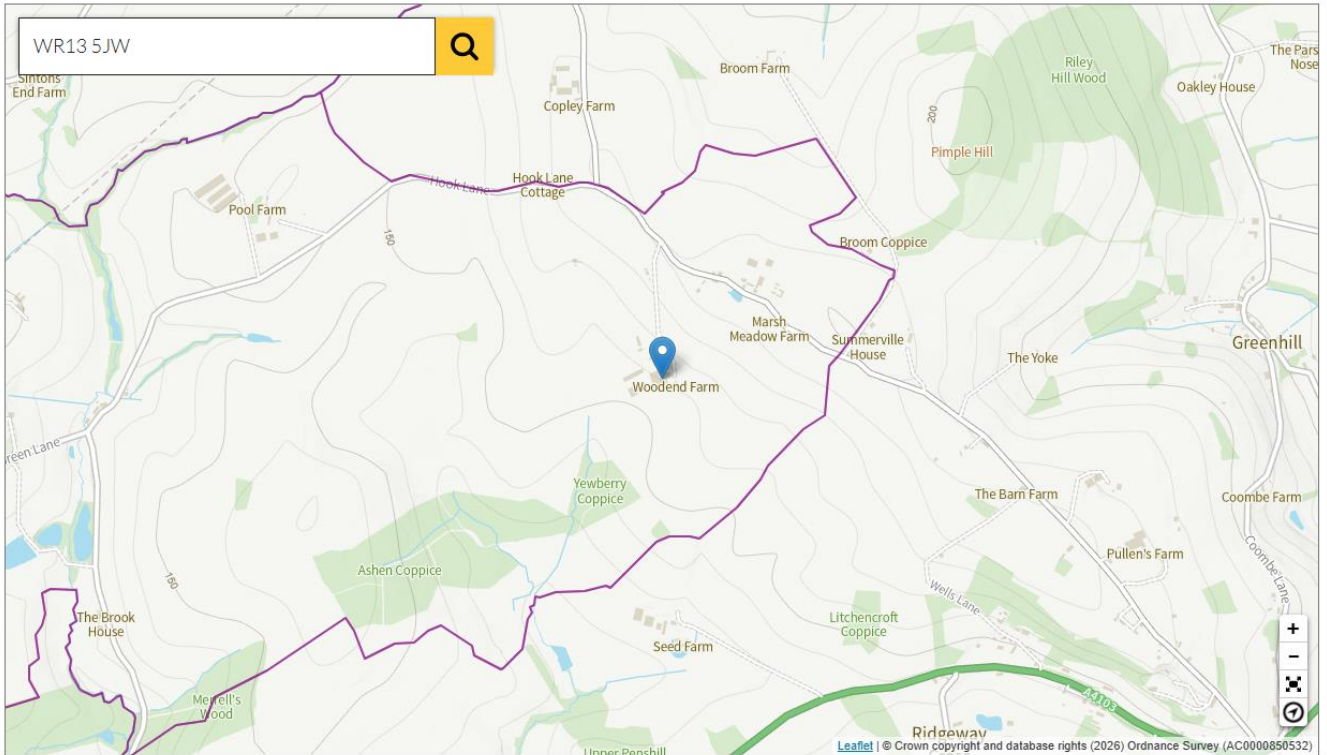 WR13 5JW
Sintons
End Farm
Copley Farm
Broom Farm
Riley
Hill Wood
The Pars
Nose
Oakley House
200
Pimple Hill
Hook Lane
Hook Lane
Cottage
Pool Farm
150
Broom Coppice
Marsh
Meadow Farm
Summerville
House
The Yoke
Greenhill
Woodend Farm
reen Lane
Yewberry
Coppice
The Barn Farm
Coombe Farm
Pullen's Farm
Ashen Coppice
150
Coombe Lane
Wells Lane
The Brook
House
Litchencroft
Coppice
Seed Farm
+
−
Merrell's
Wood
A4103
Ridgeway
Upper Penshill
Leaflet | © Crown copyright and database rights (2026) Ordnance Survey (AC0000850532)